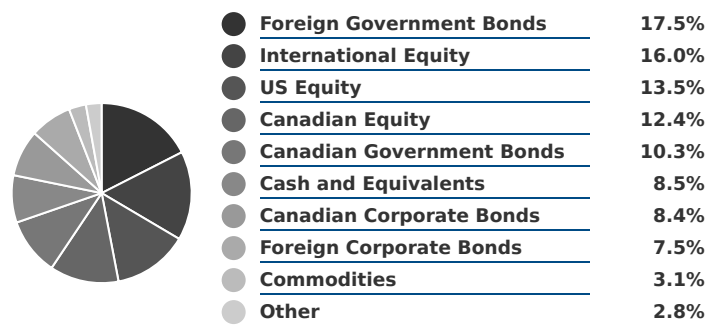 Foreign Government Bonds 17.5%
International Equity 16.0%
US Equity 13.5%
Canadian Equity 12.4%
Canadian Government Bonds 10.3%
Cash and Equivalents 8.5%
Canadian Corporate Bonds 8.4%
Foreign Corporate Bonds 7.5%
Commodities 3.1%
Other 2.8%